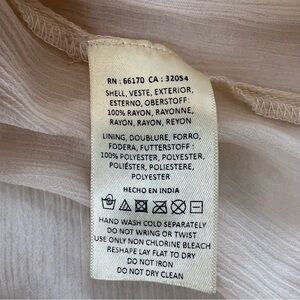 RN : 66170 CA : 32054
SHELL, VESTE, EXTERIOR,
ESTERNO, OBERSTOFF:
100% RAYON, RAYONNE,
RAYON, RAYON, REYON
LINING, DOUBLURE, FORRO,
FODERA, FUTTERSTOFF:
100% POLYESTER, POLYESTER,
POLIÉSTER, POLIESTERE,
POLYESTER
HECHO EN INDIA
HAND WASH COLD SEPARATELY
DO NOT WRING OR TWIST
USE ONLY NON CHLORINE BLEACH
RESHAPE LAY FLAT TO DRY
DO NOT IRON
DO NOT DRY CLEAN